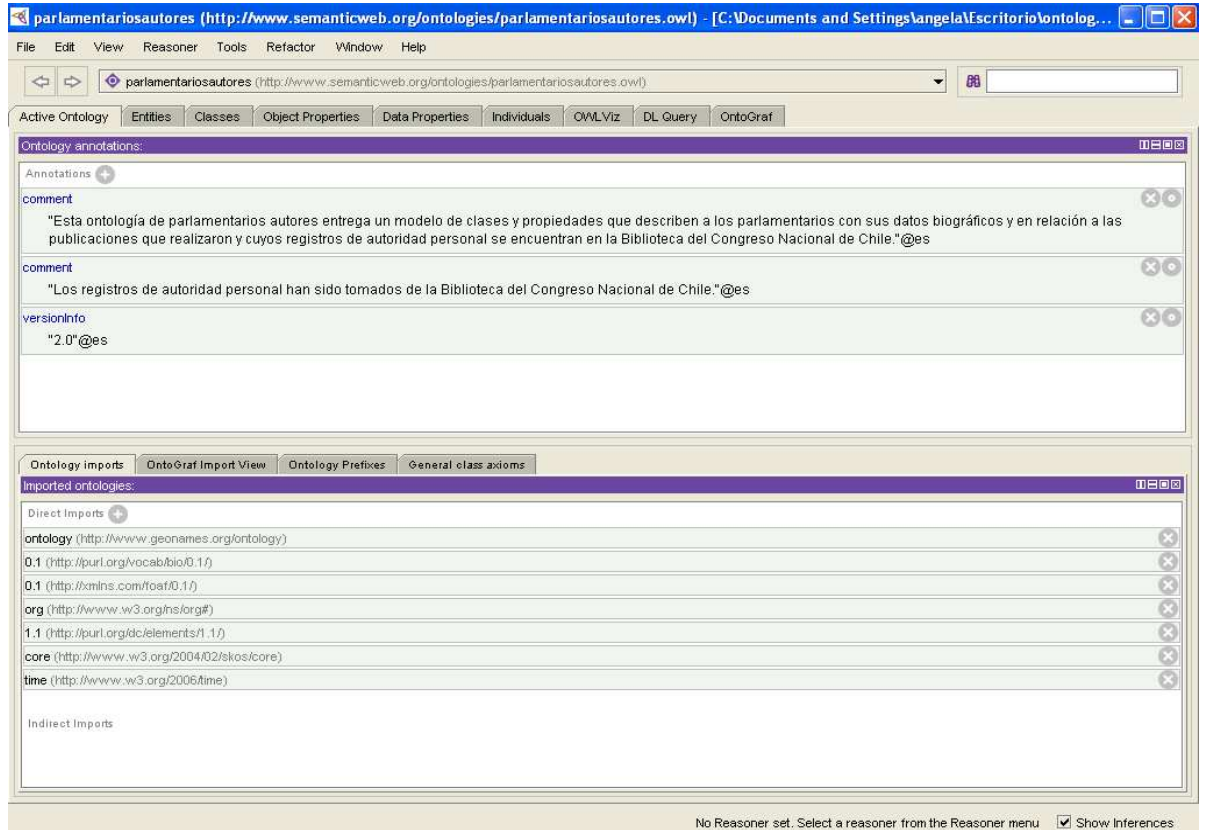 parlamentariosautores (http://www.semanticweb.org/ontologies/parlamentariosautores.owl) - [C:\Documents and Settings\angela\Escritorio\ontolog...
File Edit View Reasoner Tools Refactor Window Help
parlamentariosautores (http://www.semanticweb.org/ontologies/parlamentariosautores.owl)
Active Ontology Entities Classes Object Properties Data Properties Individuals OWLViz DL Query OntoGraf
Ontology annotations:
Annotations
comment
"Esta ontología de parlamentarios autores entrega un modelo de clases y propiedades que describen a los parlamentarios con sus datos biográficos y en relación a las
publicaciones que realizaron y cuyos registros de autoridad personal se encuentran en la Biblioteca del Congreso Nacional de Chile."@es
comment
"Los registros de autoridad personal han sido tomados de la Biblioteca del Congreso Nacional de Chile."@es
versionInfo
"2.0"@es
Ontology imports OntoGraf Import View Ontology Prefixes General class axioms
Imported ontologies:
Direct Imports
ontology (http://www.geonames.org/ontology)
0.1 (http://purl.org/vocab/bio/0.1/)
0.1 (http://xmlns.com/foaf/0.1/)
org (http://www.w3.org/ns/org#)
1.1 (http://purl.org/dc/elements/1.1/)
core (http://www.w3.org/2004/02/skos/core)
time (http://www.w3.org/2006/time)
Indirect Imports
No Reasoner set. Select a reasoner from the Reasoner menu Show Inferences